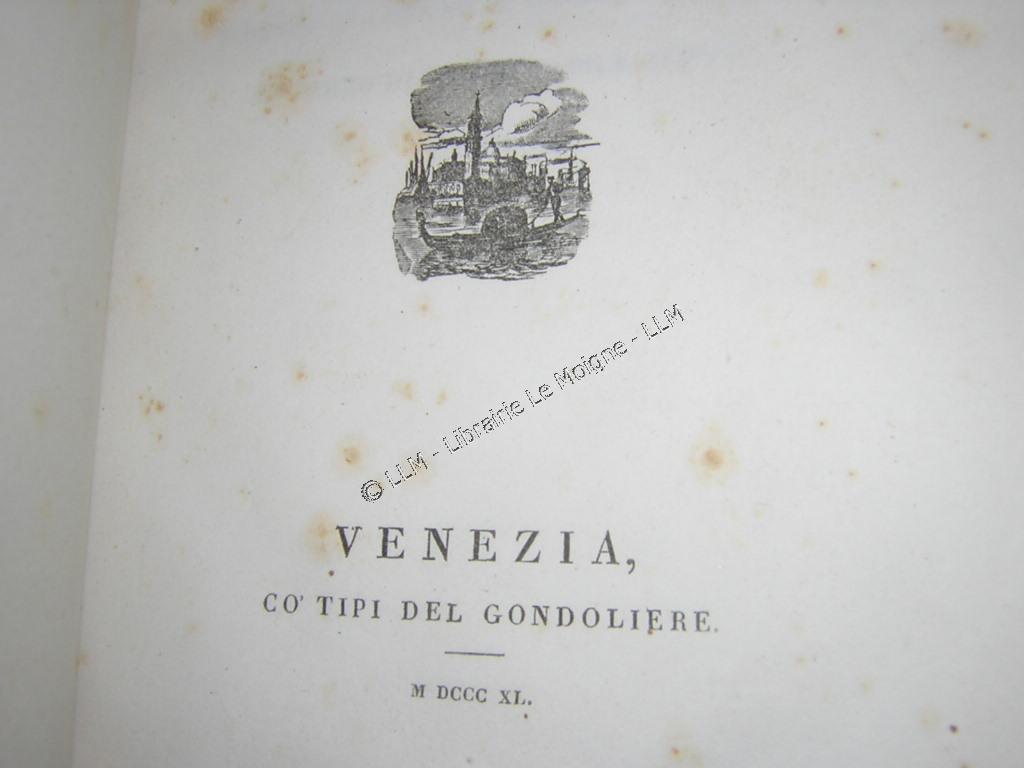 © LLM - Librairie Le Moigne - LLM
VENEZIA,
CO' TIPI DEL GONDOLIERE.
M DCCC XL.